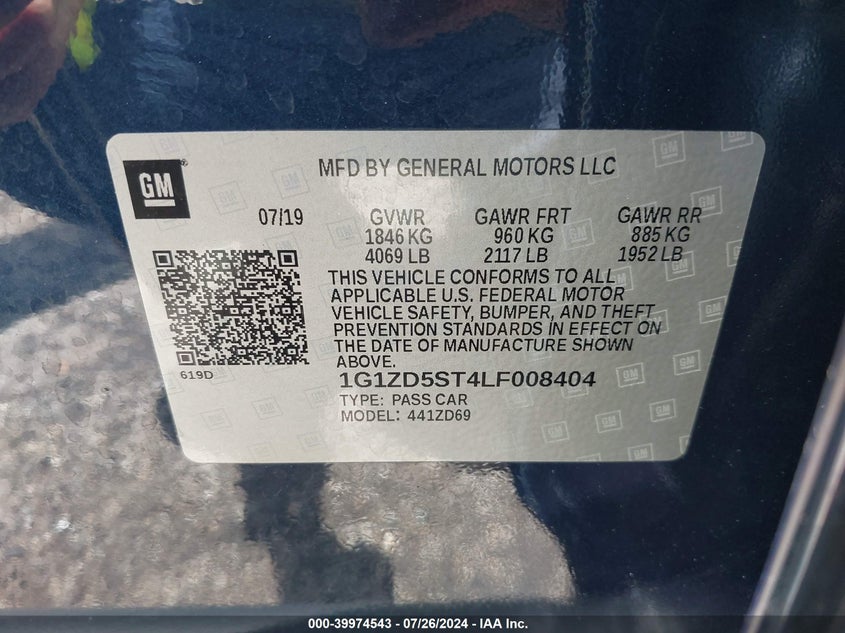 GM
MFD BY GENERAL MOTORS LLC
07/19 GVWR GAWR FRT GAWR RR
1846 KG 960 KG 885 KG
4069 LB 2117 LB 1952 LB
THIS VEHICLE CONFORMS TO ALL
APPLICABLE U.S. FEDERAL MOTOR
VEHICLE SAFETY, BUMPER, AND THEFT
PREVENTION STANDARDS IN EFFECT ON
THE DATE OF MANUFACTURE SHOWN
ABOVE.
619D
1G1ZD5ST4LF008404
TYPE: PASS CAR
MODEL: 441ZD69
000-39974543 - 07/26/2024 - IAA Inc.